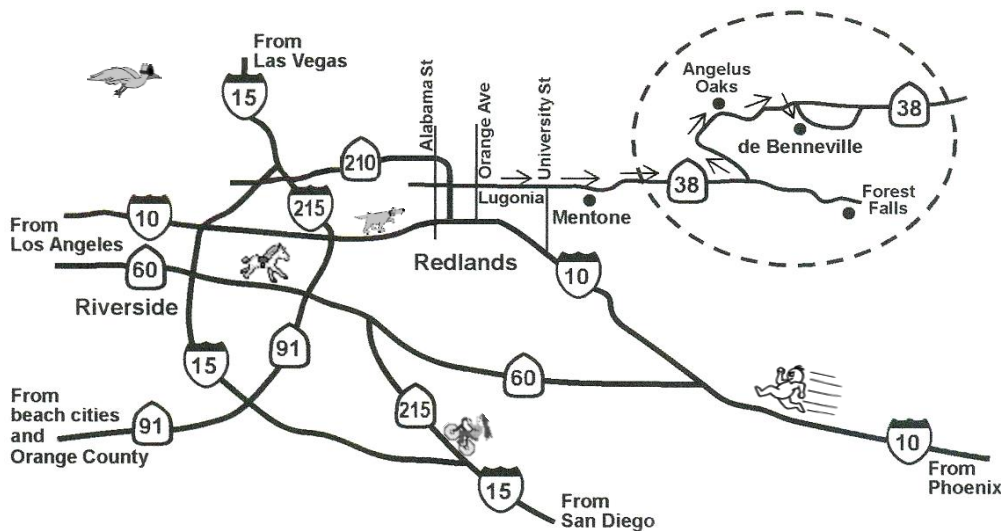 From
Las Vegas
15
Alabama St
Orange Ave
University St
Angelus
Oaks
38
de Benneville
210
215
Lugonia
38
Mentone
Forest
Falls
10
From
Los Angeles
60
Riverside
Redlands
10
91
15
60
From
beach cities
and
Orange County
91
215
15
From
San Diego
10
From
Phoenix